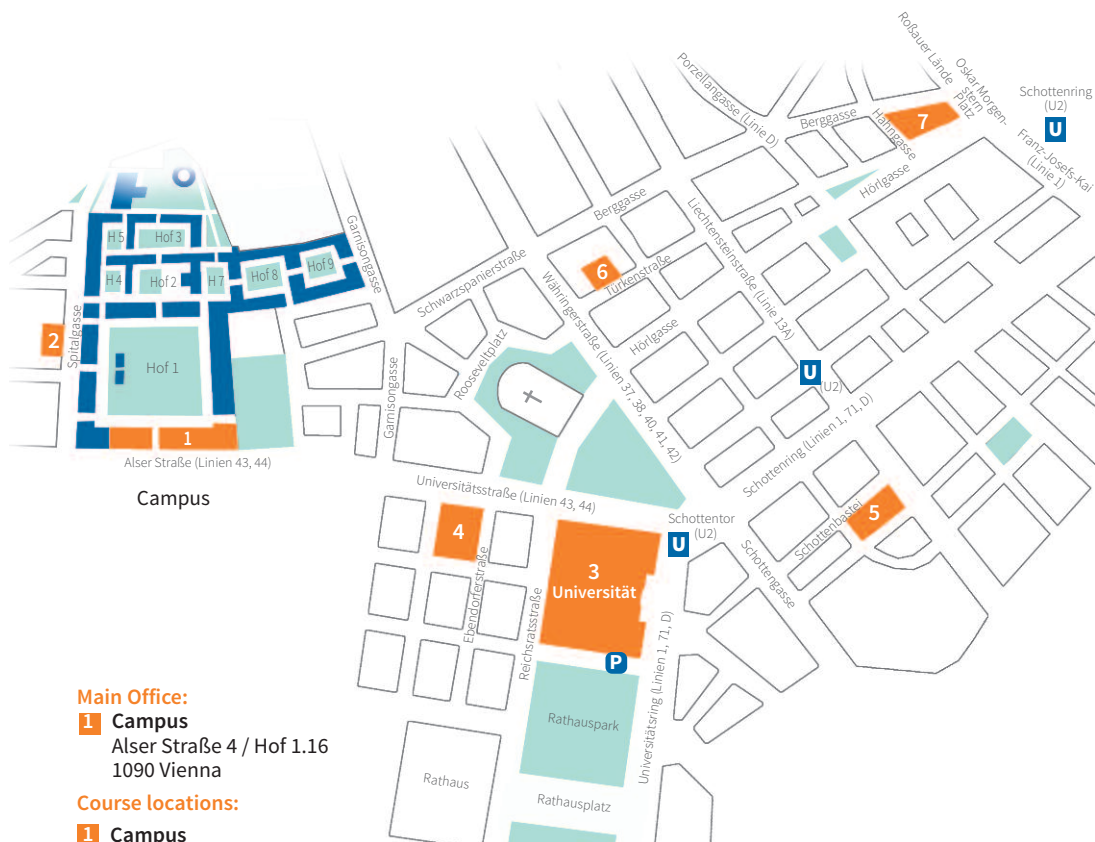 Roßauer Lände
Oskar Morgen-
stern
Platz
Schottenring
(U2)
U
Porzellangasse (Linie D)
Berggasse
Hahngasse
7
Franz-Josefs-Kai
(Linie 1)
Hörlgasse
Berggasse
Liechtensteinstraße (Linie 13A)
Garnisongasse
H 5
Hof 3
H 4
Hof 2
H 7
Hof 8
Hof 9
Schwarzspanierstraße
6
Türkenstraße
Währingerstraße (Linien 37, 38, 40, 41, 42)
Hörlgasse
2
Spitalgasse
Hof 1
Rooseveltplatz
Garnisongasse
U
(U2)
1
Alser Straße (Linien 43, 44)
Campus
Schottenring (Linien 1, 71, D)
Universitätsstraße (Linien 43, 44)
4
Ebendorferstraße
Reichsratsstraße
3
Universität
Schottentor
(U2)
U
Schottengasse
Schottenbastei
5
P
Universitätsring (Linien 1, 71, D)
Rathauspark
Rathaus
Rathausplatz
Main Office:
1 Campus
Alser Straße 4 / Hof 1.16
1090 Vienna
Course locations:
1 Campus